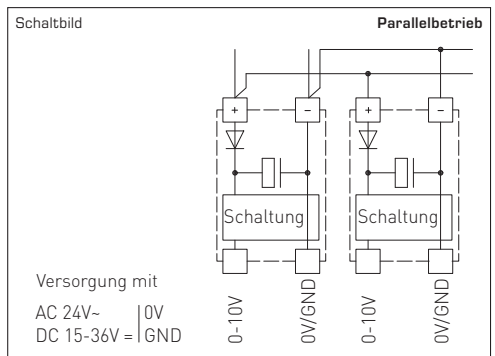 Schaltbild
Parallelbetrieb
+
−
+
−
Schaltung
Schaltung
Versorgung mit
AC 24V~ | 0V
DC 15-36V = | GND
0-10V
0V/GND
0-10V
0V/GND